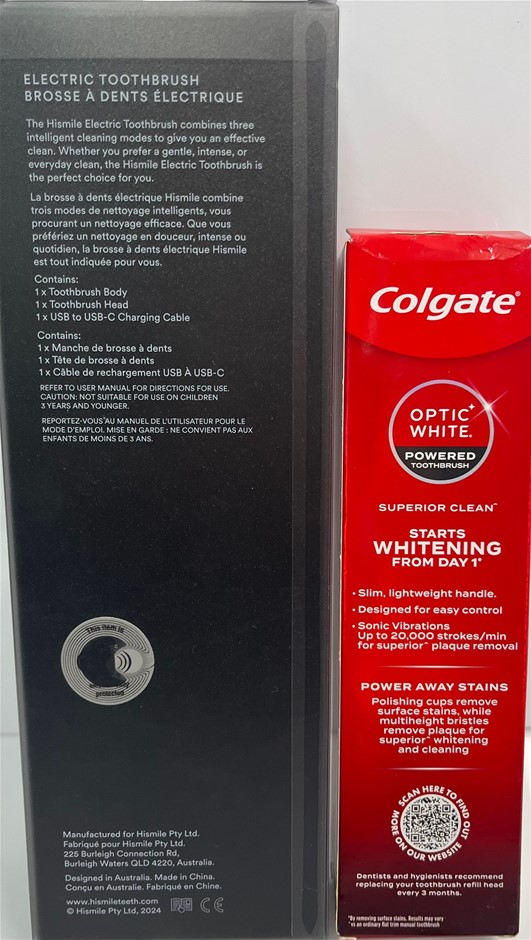 ELECTRIC TOOTHBRUSH
BROSSE À DENTS ÉLECTRIQUE
The Hismile Electric Toothbrush combines three
intelligent cleaning modes to give you an effective
clean. Whether you prefer a gentle, intense, or
everyday clean, the Hismile Electric Toothbrush is
the perfect choice for you.
La brosse à dents électrique Hismile combine
trois modes de nettoyage intelligents, vous
procurant un nettoyage efficace. Que vous
préfériez un nettoyage en douceur, intense ou
quotidien, la brosse à dents électrique Hismile
est tout indiquée pour vous.
Contains:
1 x Toothbrush Body
1 x Toothbrush Head
1 x USB to USB-C Charging Cable
Contains:
1 x Manche de brosse à dents
1 x Tête de brosse à dents
1 x Câble de rechargement USB À USB-C
REFER TO USER MANUAL FOR DIRECTIONS FOR USE.
CAUTION: NOT SUITABLE FOR USE ON CHILDREN
3 YEARS AND YOUNGER.
REPORTEZ-VOUS AU MANUEL DE L'UTILISATEUR POUR LE
MODE D'EMPLOI. MISE EN GARDE : NE CONVIENT PAS AUX
ENFANTS DE MOINS DE 3 ANS.
This item is
protected
Manufactured for Hismile Pty Ltd.
Fabriqué pour Hismile Pty Ltd.
225 Burleigh Connection Rd,
Burleigh Waters QLD 4220, Australia.
Designed in Australia. Made in China.
Conçu en Australie. Fabriqué en Chine.
www.hismileteeth.com
© Hismile Pty Ltd, 2024
CE
Colgate®
OPTIC
WHITE®
POWERED
TOOTHBRUSH
SUPERIOR CLEAN^
STARTS
WHITENING
FROM DAY 1*
• Slim, lightweight handle.
• Designed for easy control
• Sonic Vibrations
Up to 20,000 strokes/min
for superior^ plaque removal
POWER AWAY STAINS
Polishing cups remove
surface stains, while
multiheight bristles
remove plaque for
superior^ whitening
and cleaning
SCAN HERE TO FIND OUT
MORE ON OUR WEBSITE
Dentists and hygienists recommend
replacing your toothbrush refill head
every 3 months.
*By removing surface stains. Results may vary
^vs an ordinary flat trim manual toothbrush